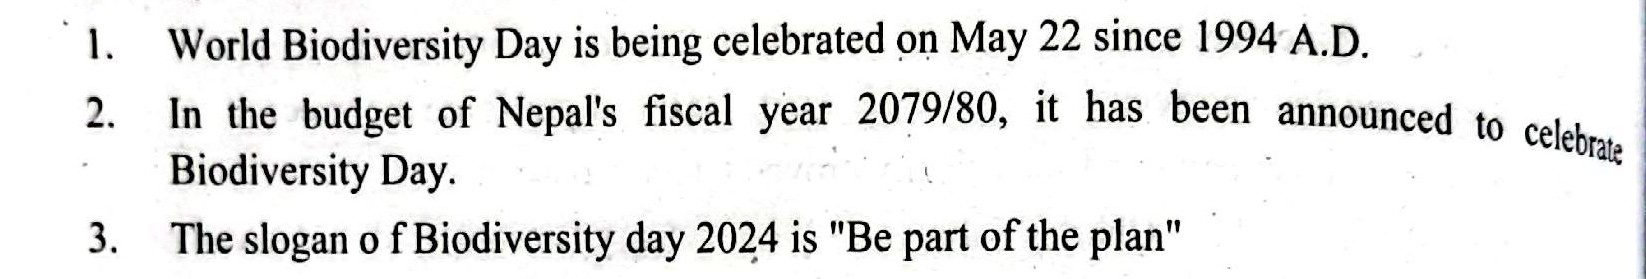 1. World Biodiversity Day is being celebrated on May 22 since 1994 A.D.
2. In the budget of Nepal's fiscal year 2079/80, it has been announced to celebrate
Biodiversity Day.
3. The slogan o f Biodiversity day 2024 is "Be part of the plan"